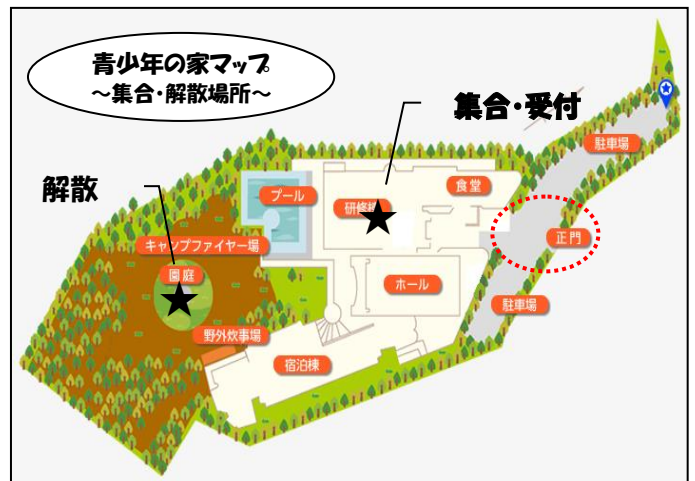 青少年の家マップ
～集合・解散場所～
集合・受付
駐車場
食堂
解散
プール
研修
正門
キャンプファイヤー場
園庭
ホール
駐車場
野外炊事場
宿泊棟